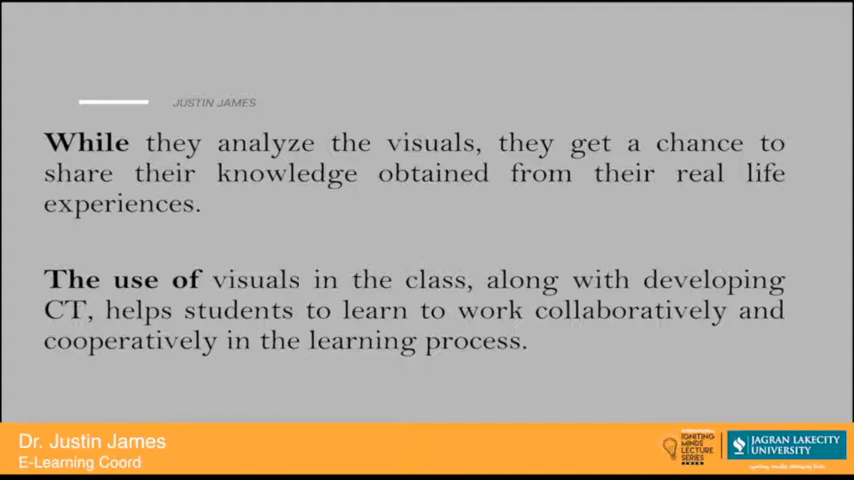 JUSTIN JAMES
While they analyze the visuals, they get a chance to
share their knowledge obtained from their real life
experiences.
The use of visuals in the class, along with developing
CT, helps students to learn to work collaboratively and
cooperatively in the learning process.
Dr. Justin James
E-Learning Coord
IGNITING
MINDS
LECTURE
SERIES
JAGRAN LAKECITY
UNIVERSITY